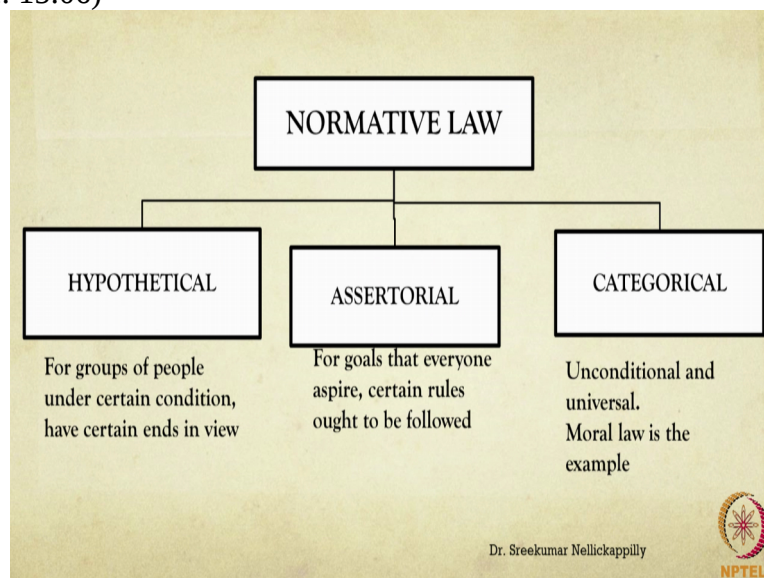 : 13:06)
NORMATIVE LAW
HYPOTHETICAL
ASSERTORIAL
CATEGORICAL
For groups of people
under certain condition,
have certain ends in view
For goals that everyone
aspire, certain rules
ought to be followed
Unconditional and
universal.
Moral law is the
example
Dr. Sreekumar Nellickappilly
NPTEL